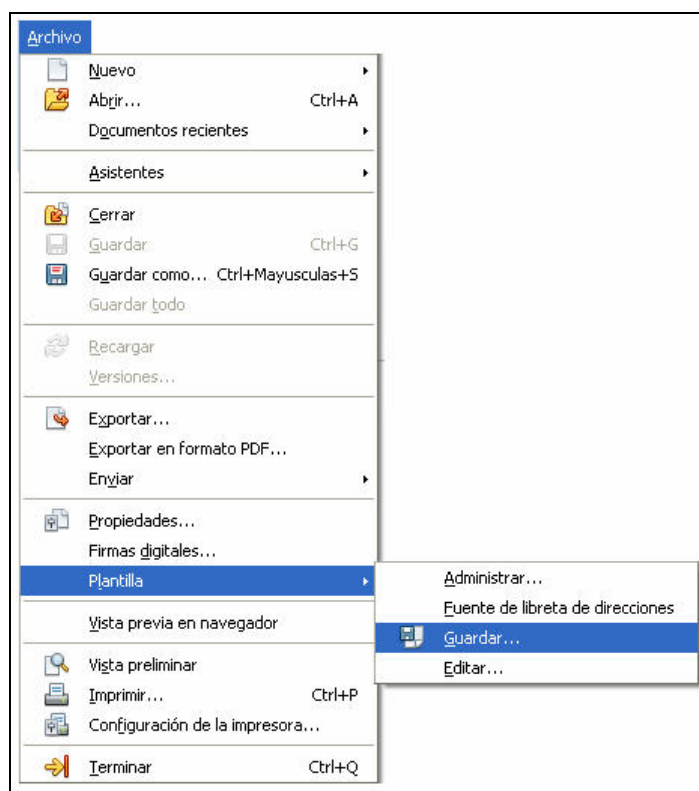 Archivo
Nuevo
Abrir... Ctrl+A
Documentos recientes
Asistentes
Cerrar
Guardar Ctrl+G
Guardar como... Ctrl+Mayusculas+S
Guardar todo
Recargar
Versiones...
Exportar...
Exportar en formato PDF...
Enviar
Propiedades...
Firmas digitales...
Plantilla
Administrar...
Fuente de libreta de direcciones
Guardar...
Editar...
Vista previa en navegador
Vista preliminar
Imprimir... Ctrl+P
Configuración de la impresora...
Terminar Ctrl+Q